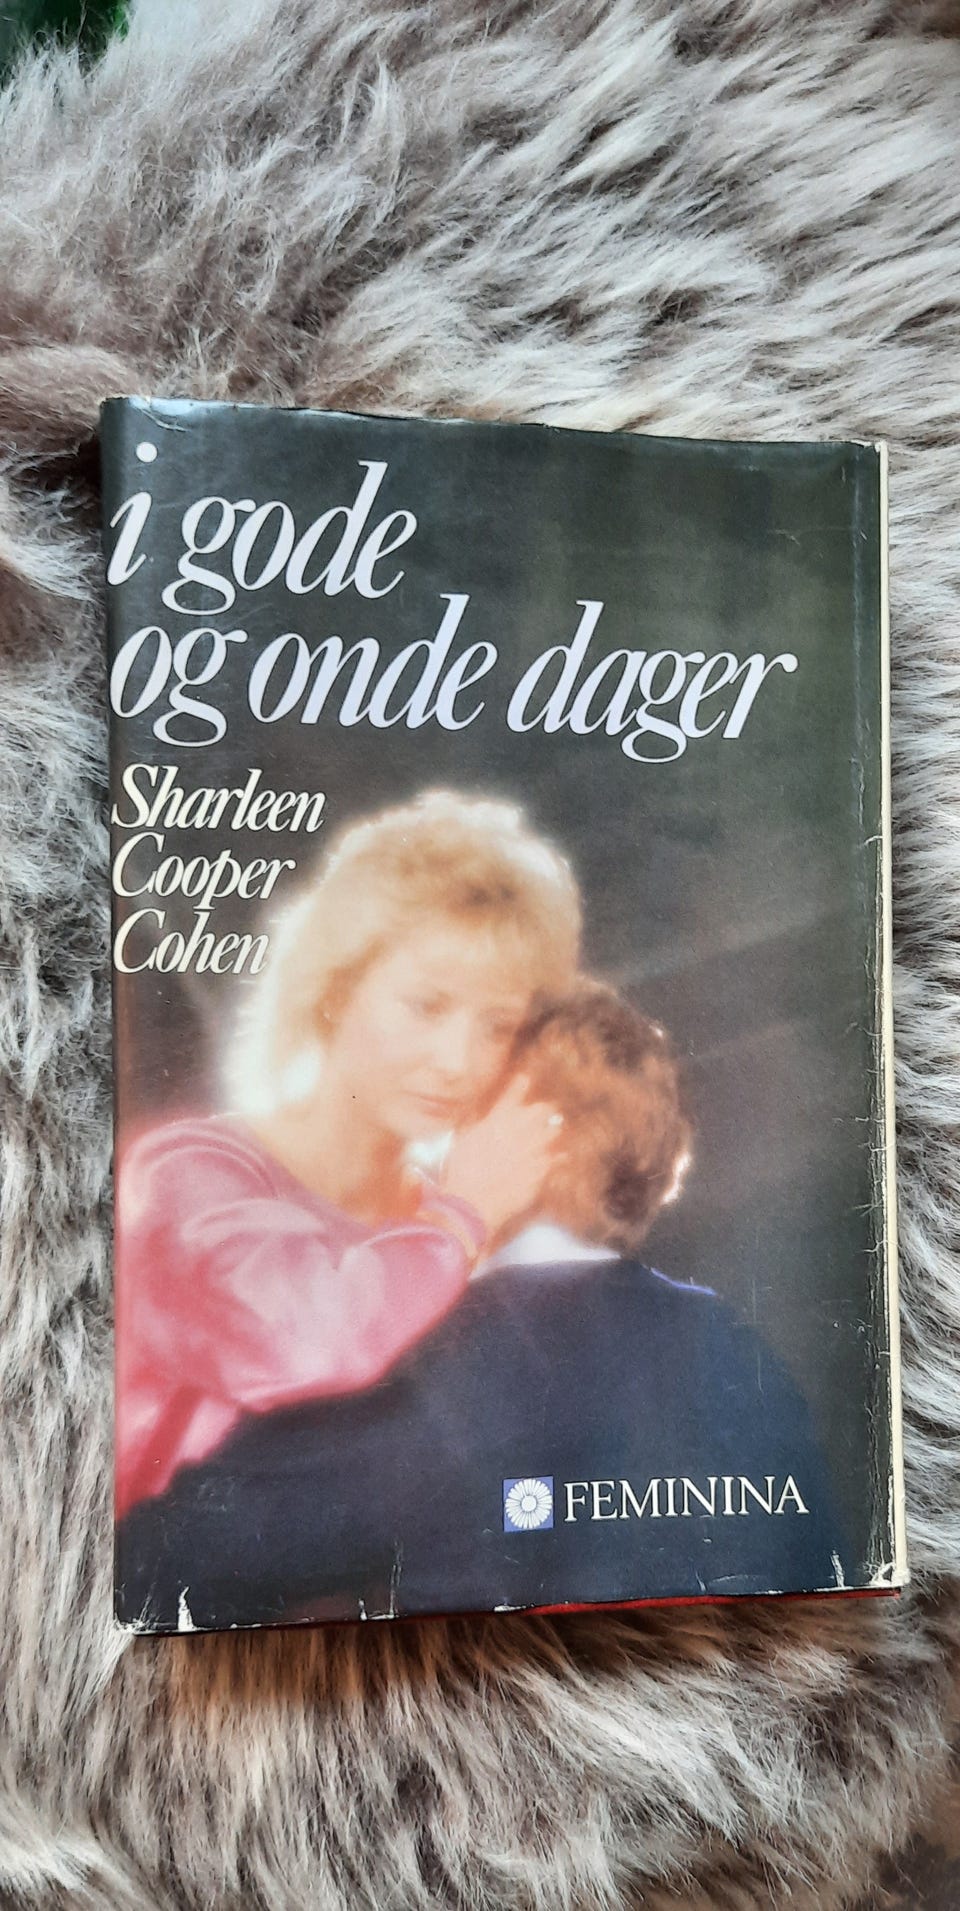 i gode
og onde dager
Sharleen
Cooper
Cohen
FEMININA